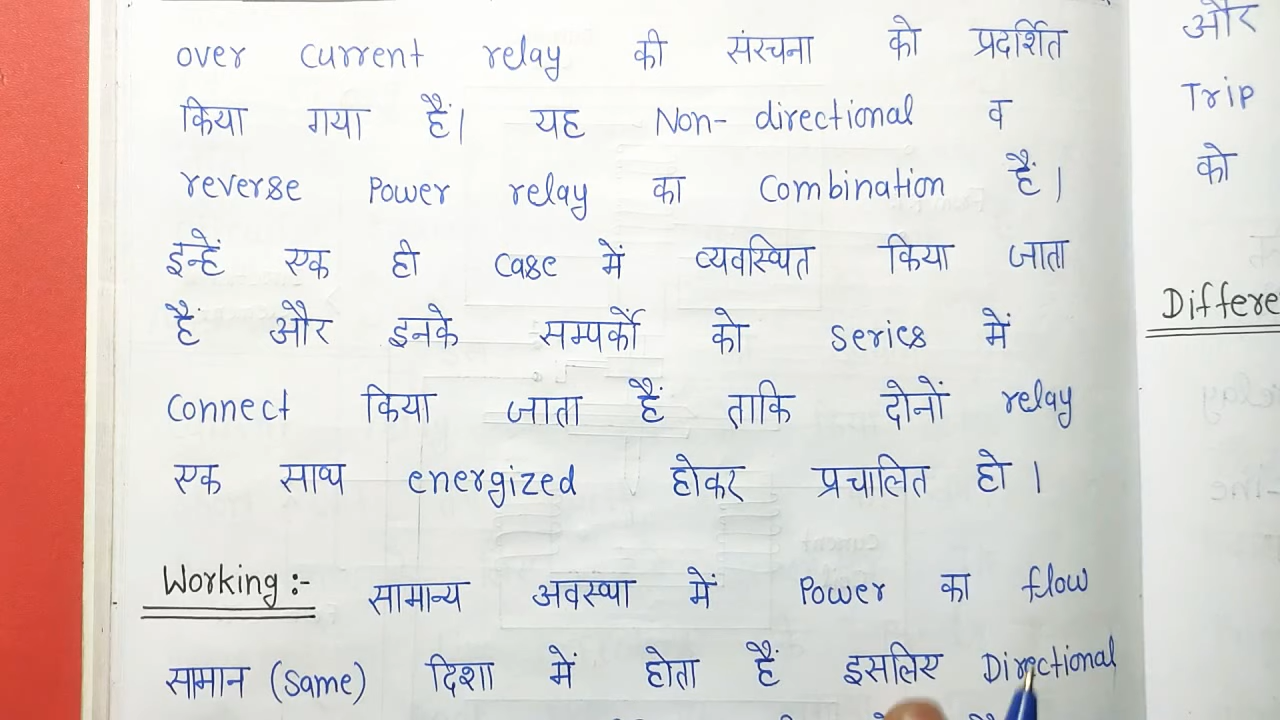 over current relay की संरचना को प्रदर्शित
किया गया हैं। यह Non-directional व
reverse Power relay का Combination हैं।
इन्हें एक ही case में व्यवस्थित किया जाता
हैं और इनके सम्पर्कों को series में
connect किया जाता हैं ताकि दोनों relay
एक साथ energized होकर प्रचालित हो।
Working :- सामान्य अवस्था में Power का flow
सामान (same) दिशा में होता हैं इसलिए Directional
और
Trip
को
Differe